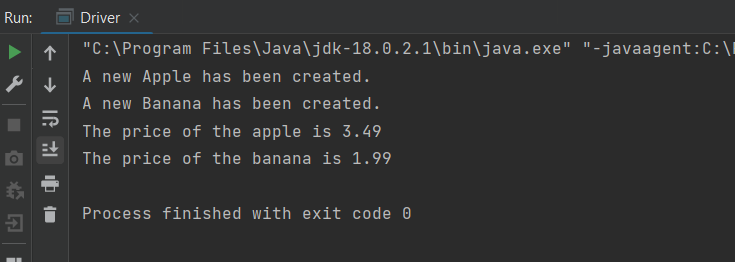 Run: Driver
"C:\Program Files\Java\jdk-18.0.2.1\bin\java.exe" "-javaagent:C:\
A new Apple has been created.
A new Banana has been created.
The price of the apple is 3.49
The price of the banana is 1.99
Process finished with exit code 0